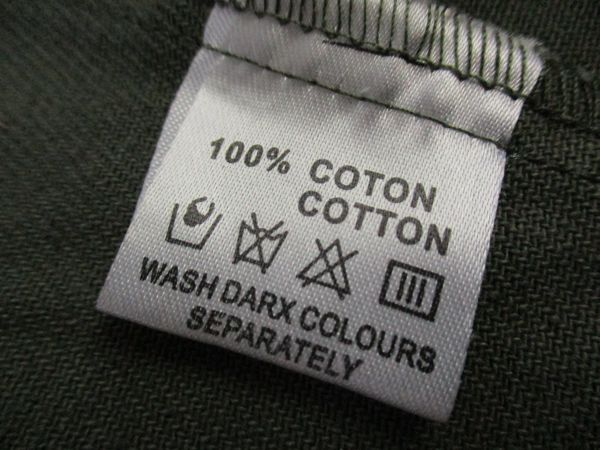 100% COTON
COTTON
WASH DARX COLOURS
SEPARATELY